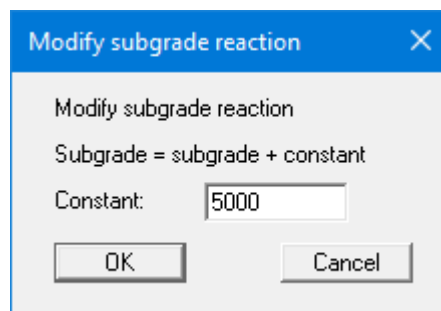 Modify subgrade reaction
Modify subgrade reaction
Subgrade = subgrade + constant
Constant: 5000
OK Cancel